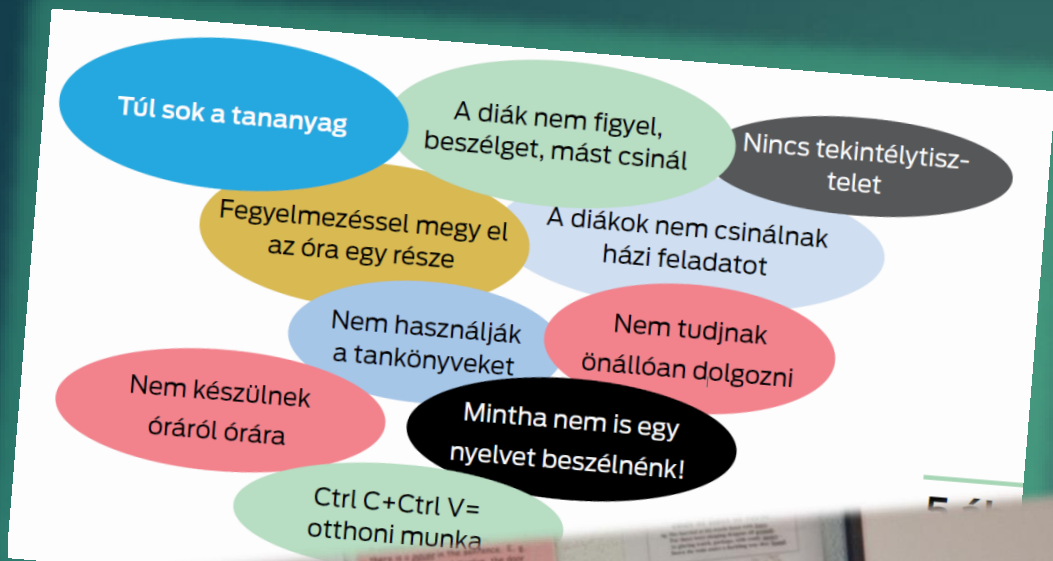 Túl sok a tananyag
A diák nem figyel,
beszélget, mást csinál
Nincs tekintélytisz-
telet
Fegyelmezéssel megy el
az óra egy része
A diákok nem csinálnak
házi feladatot
Nem használják
a tankönyveket
Nem tudjnak
önállóan dolgozni
Nem készülnek
óráról órára
Mintha nem is egy
nyelvet beszélnénk!
Ctrl C+Ctrl V=
otthoni munka